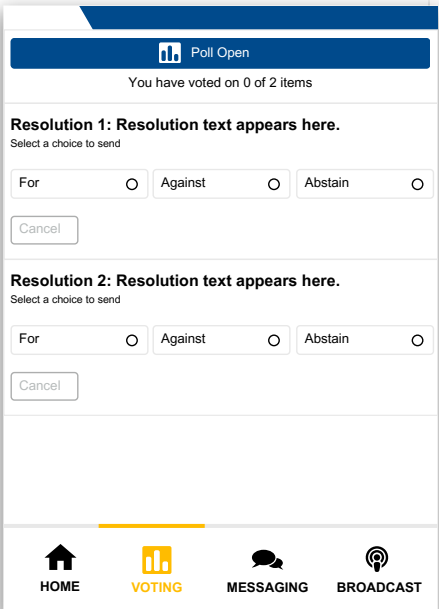 Poll Open
You have voted on 0 of 2 items
Resolution 1: Resolution text appears here.
Select a choice to send
For Against Abstain
Cancel
Resolution 2: Resolution text appears here.
Select a choice to send
For Against Abstain
Cancel
HOME VOTING MESSAGING BROADCAST